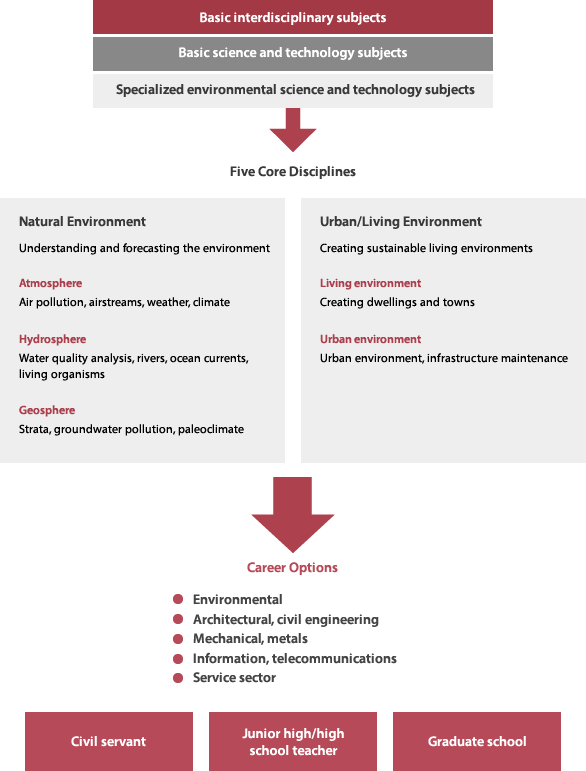 Basic interdisciplinary subjects
Basic science and technology subjects
Specialized environmental science and technology subjects
Five Core Disciplines
Natural Environment
Understanding and forecasting the environment
Atmosphere
Air pollution, airstreams, weather, climate
Hydrosphere
Water quality analysis, rivers, ocean currents,
living organisms
Geosphere
Strata, groundwater pollution, paleoclimate
Urban/Living Environment
Creating sustainable living environments
Living environment
Creating dwellings and towns
Urban environment
Urban environment, infrastructure maintenance
Career Options
Environmental
Architectural, civil engineering
Mechanical, metals
Information, telecommunications
Service sector
Civil servant
Junior high/high
school teacher
Graduate school